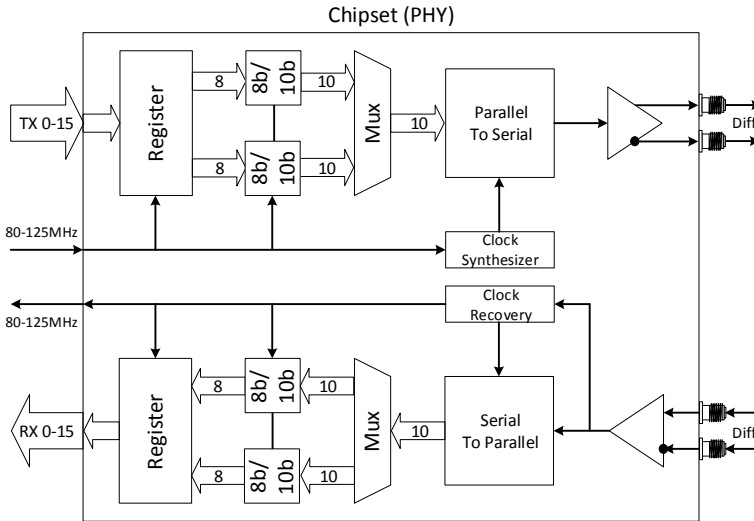 Chipset (PHY)
TX 0-15
Register
8
8
8b/
10b
8b/
10b
10
10
Mux
10
Parallel
To Serial
Diff
80-125MHz
Clock
Synthesizer
80-125MHz
Clock
Recovery
RX 0-15
Register
8
8
8b/
10b
8b/
10b
10
10
Mux
10
Serial
To Parallel
Diff